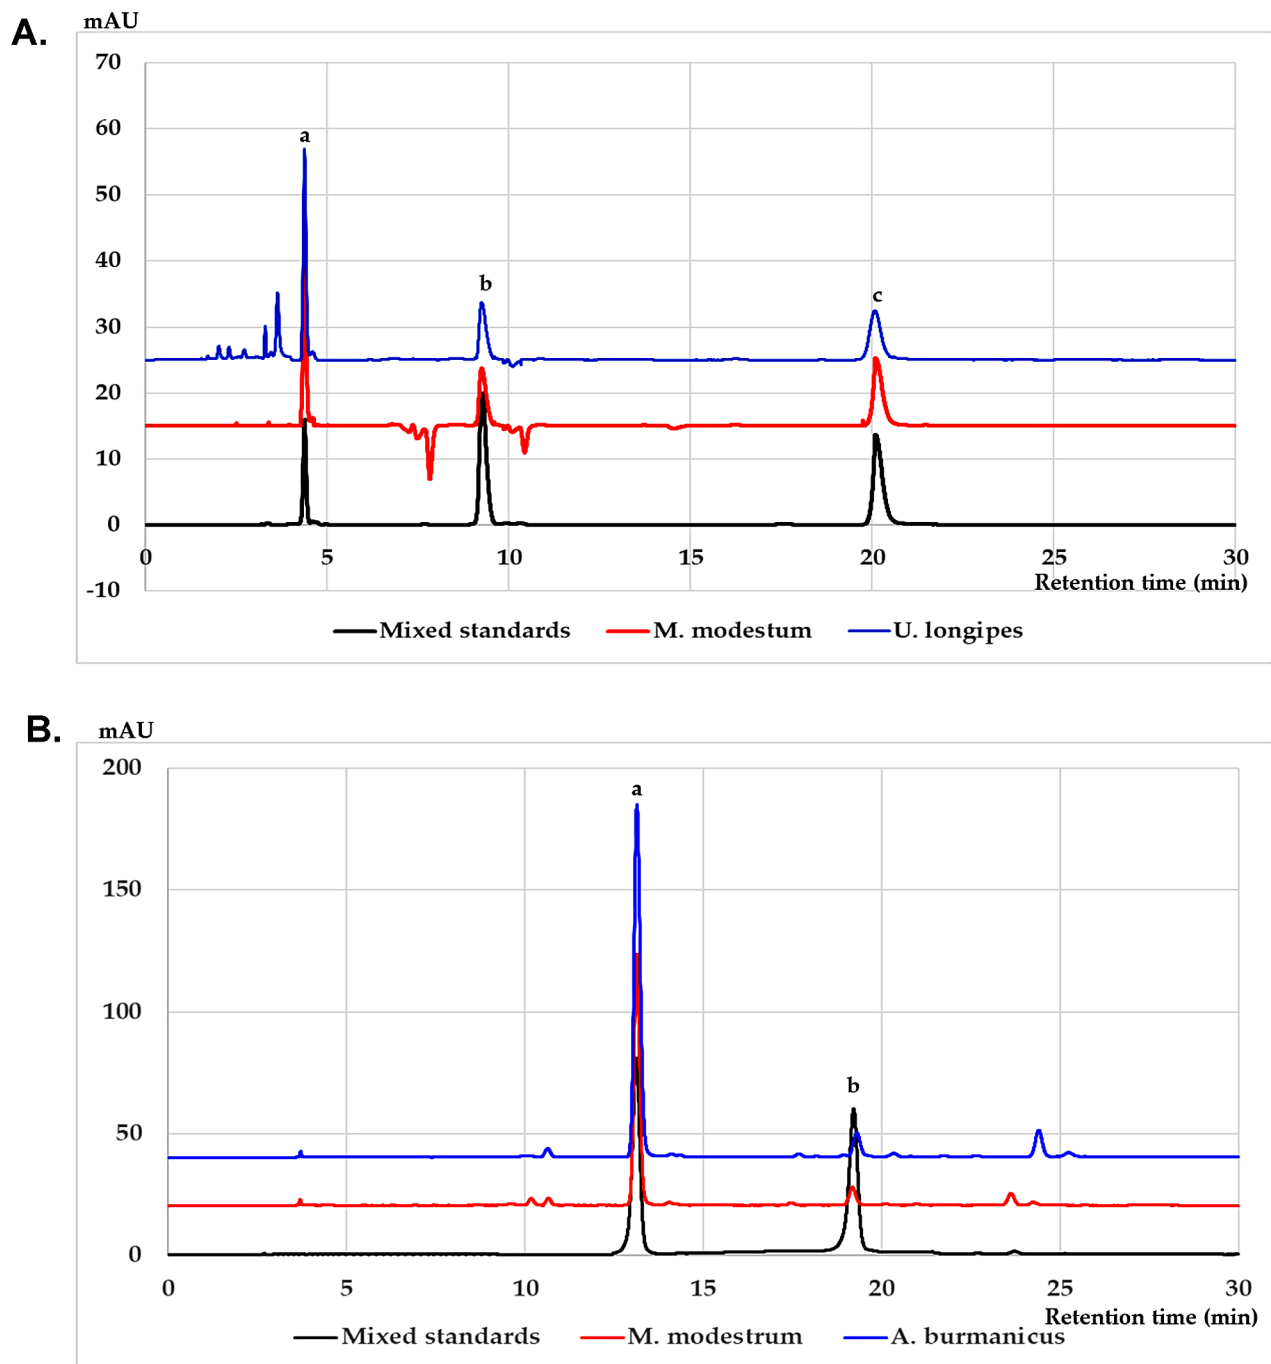 A.
mAU
70
60
a
50
40
b
c
30
20
10
0
0 5 10 15 20 25 30
-10
Retention time (min)
Mixed standards M. modestum U. longipes
B.
mAU
200
a
150
100
b
50
0
0 5 10 15 20 25 30
Retention time (min)
Mixed standards M. modestrum A. burmanicus